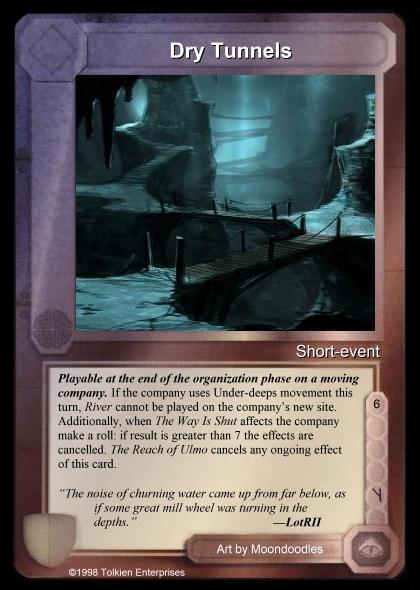 Dry Tunnels
Short-event
Playable at the end of the organization phase on a moving
company. If the company uses Under-deeps movement this
turn, River cannot be played on the company's new site.
Additionally, when The Way Is Shut affects the company
make a roll: if result is greater than 7 the effects are
cancelled. The Reach of Ulmo cancels any ongoing effect
of this card.
6
“The noise of churning water came up from far below, as
if some great mill wheel was turning in the
depths.” —LotRII
Art by Moondoodles
©1998 Tolkien Enterprises